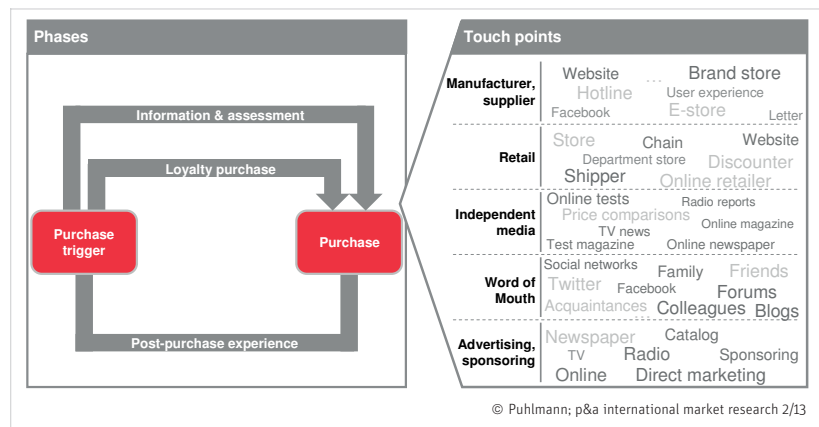 Phases
Information & assessment
Loyalty purchase
Purchase
trigger
Purchase
Post-purchase experience
Touch points
Manufacturer,
supplier
Website … Brand store
Hotline User experience
Facebook E-store Letter
Retail
Store Chain Website
Department store Discounter
Shipper Online retailer
Independent
media
Online tests Radio reports
Price comparisons Online magazine
TV news
Test magazine Online newspaper
Word of
Mouth
Social networks Family Friends
Twitter Facebook Forums
Acquaintances … Colleagues Blogs
Advertising,
sponsoring
Newspaper Catalog
TV Radio Sponsoring
Online Direct marketing
© Puhlmann; p&a international market research 2/13